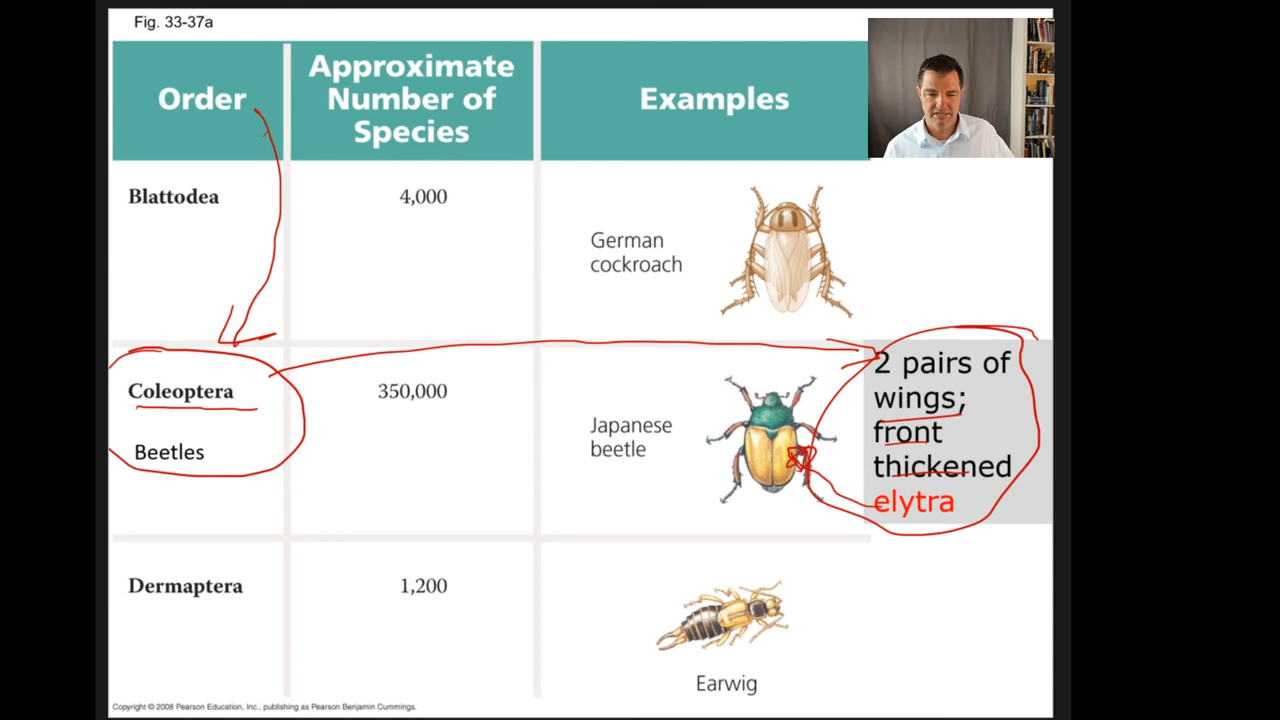 Fig. 33-37a
Order
Approximate
Number of
Species
Examples
Blattodea
4,000
German
cockroach
Coleoptera
Beetles
350,000
Japanese
beetle
2 pairs of
wings;
front
thickened
elytra
Dermaptera
1,200
Earwig
Copyright © 2008 Pearson Education, Inc., publishing as Pearson Benjamin Cummings.